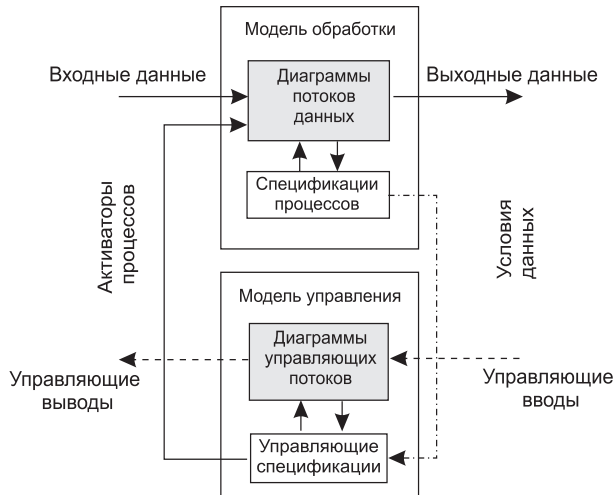 Модель обработки
Входные данные
Диаграммы
потоков
данных
Выходные данные
Спецификации
процессов
Активаторы
процессов
Условия
данных
Модель управления
Диаграммы
управляющих
потоков
Управляющие
выводы
Управляющие
вводы
Управляющие
спецификации